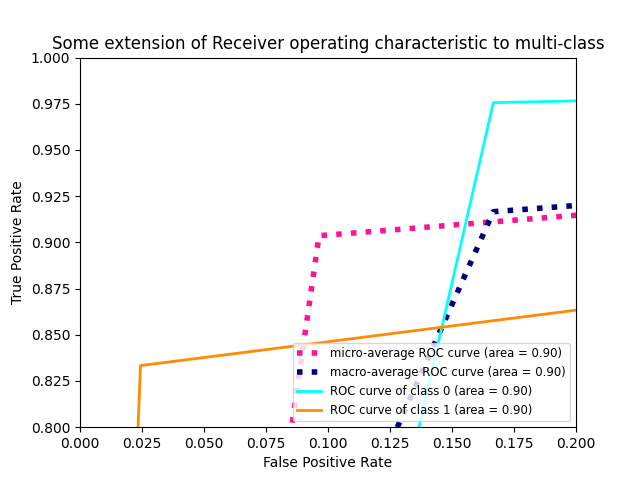 Some extension of Receiver operating characteristic to multi-class
1.000
0.975
0.950
0.925
0.900
0.875
0.850
0.825
0.800
True Positive Rate
micro-average ROC curve (area = 0.90)
macro-average ROC curve (area = 0.90)
ROC curve of class 0 (area = 0.90)
ROC curve of class 1 (area = 0.90)
0.000 0.025 0.050 0.075 0.100 0.125 0.150 0.175 0.200
False Positive Rate